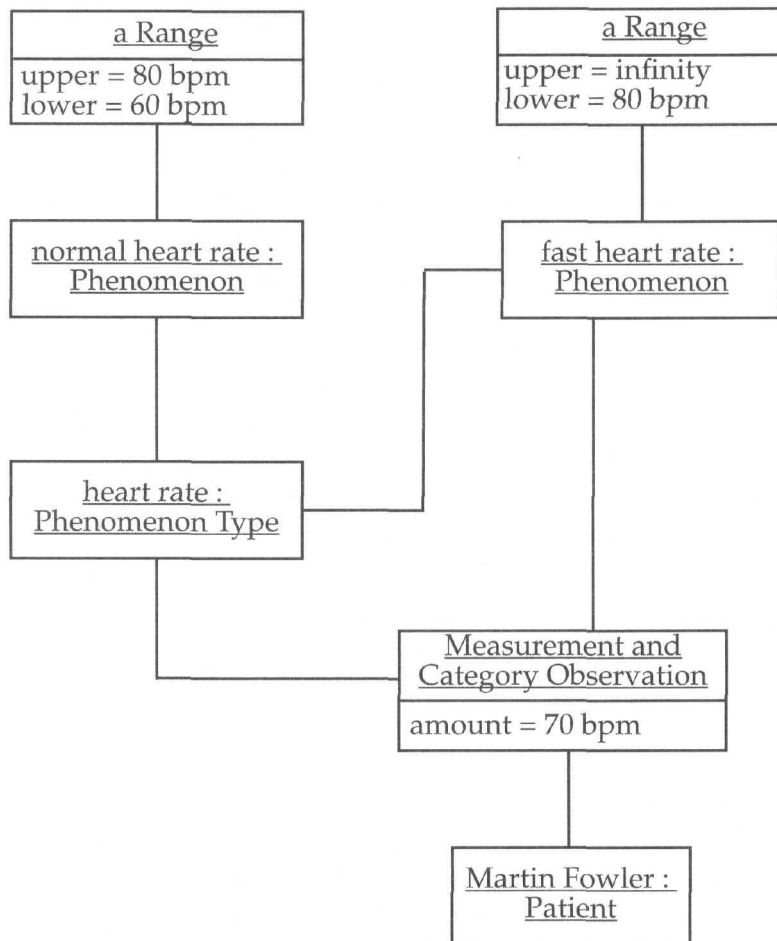 a Range
upper = 80 bpm
lower = 60 bpm
a Range
upper = infinity
lower = 80 bpm
normal heart rate :
Phenomenon
fast heart rate :
Phenomenon
heart rate :
Phenomenon Type
Measurement and
Category Observation
amount = 70 bpm
Martin Fowler :
Patient